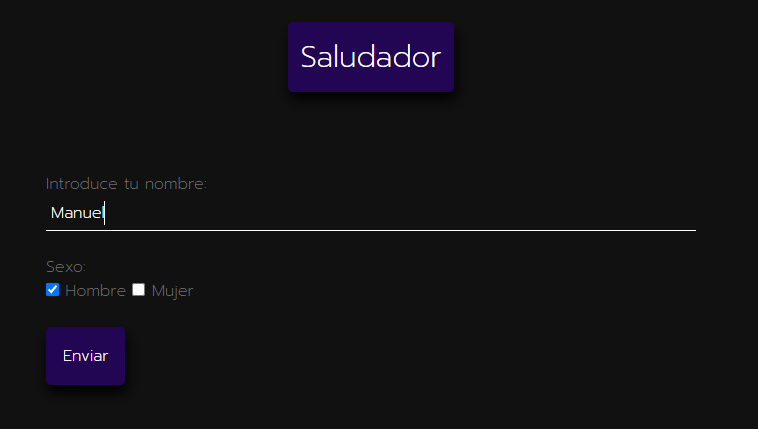 Saludador
Introduce tu nombre:
Manuel
Sexo:
Hombre Mujer
Enviar